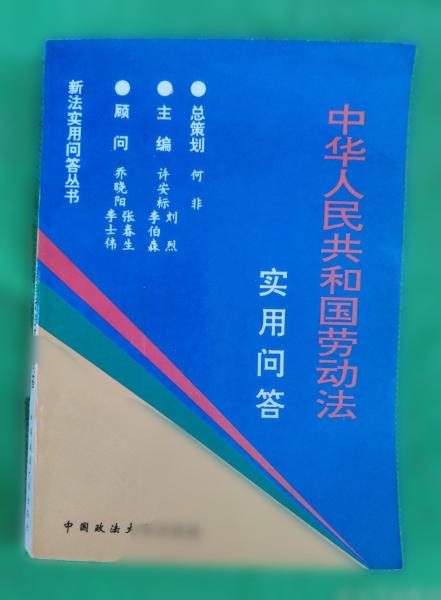 中华人民共和国劳动法
实用问答
●总策划 何非
●主编 许安标
刘烈
李伯森
●顾问 乔晓阳
张春生
李士伟
新法实用问答丛书
中国政法